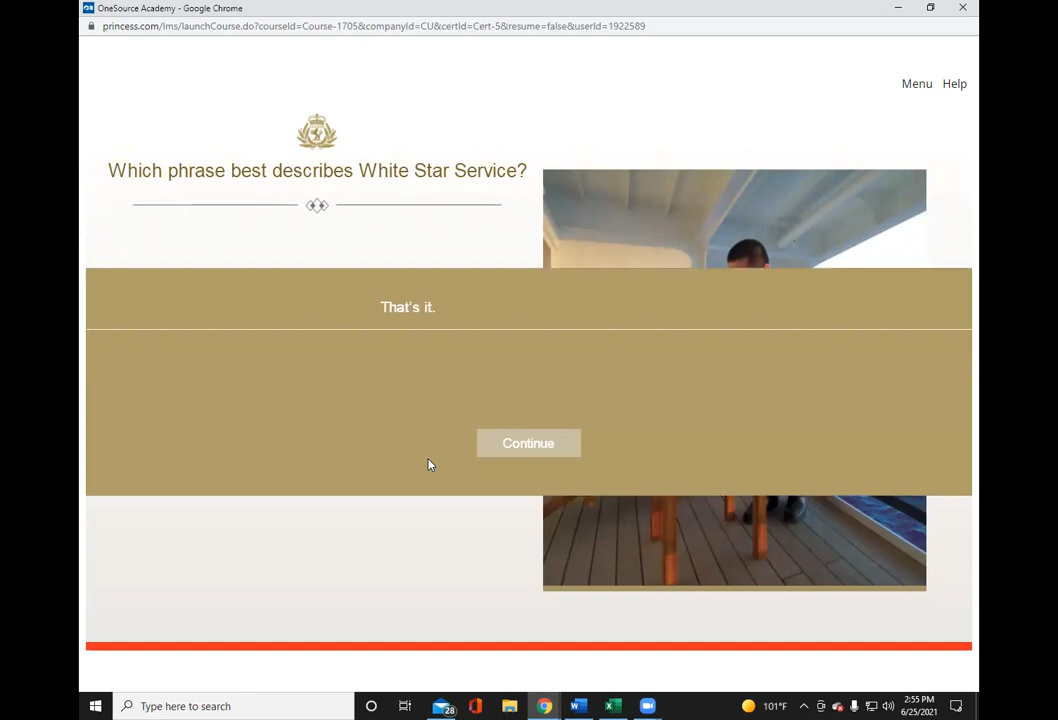 OneSource Academy - Google Chrome
princess.com/lms/launchCourse.do?courseId=Course-1705&companyId=CU&certId=Cert-5&resume=false&userId=1922589
Menu Help
Which phrase best describes White Star Service?
That's it.
Continue
Type here to search
28
101°F
2:55 PM
6/25/2021